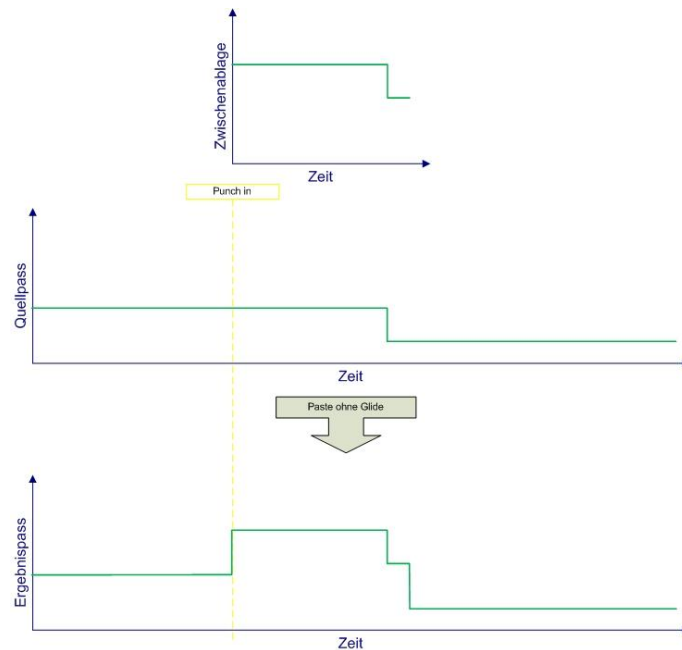 Zwischenablage
Zeit
Punch in
Quellpass
Zeit
Paste ohne Glide
Ergebnispass
Zeit